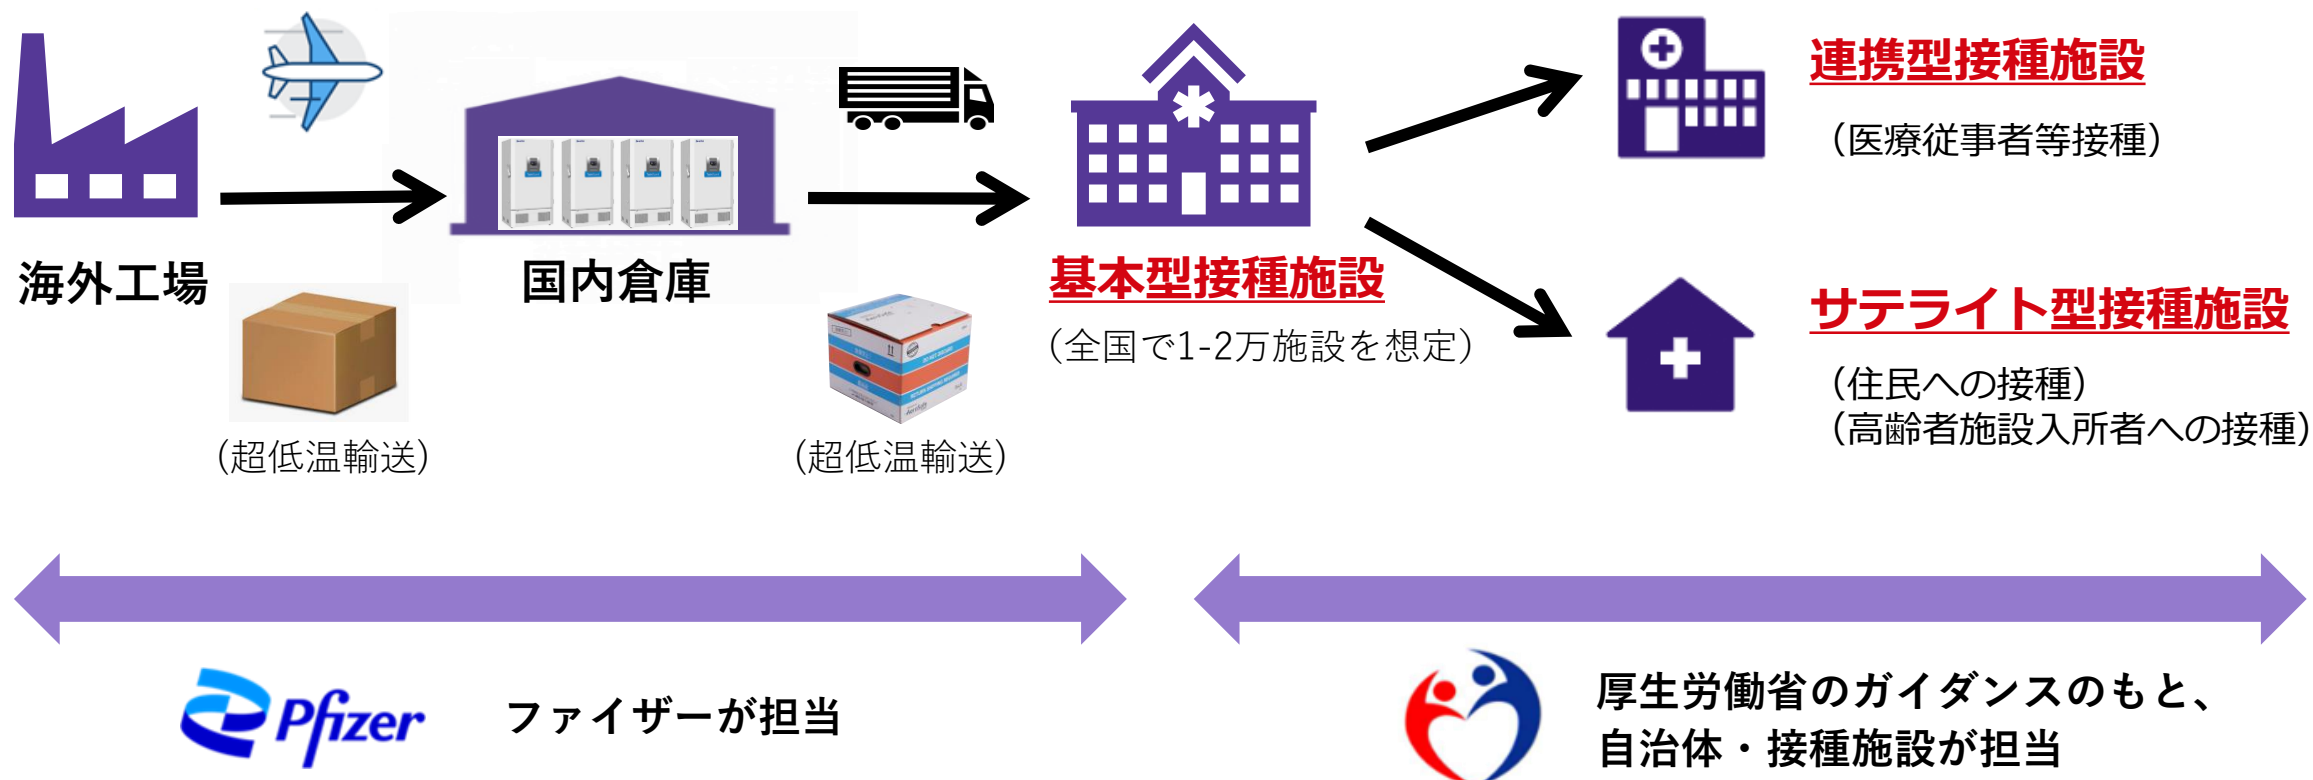 連携型接種施設
（医療従事者等接種）
海外工場
国内倉庫
基本型接種施設
（全国で1-2万施設を想定）
サテライト型接種施設
（住民への接種）
（高齢者施設入所者への接種）
（超低温輸送）
（超低温輸送）
Pfizer
ファイザーが担当
厚生労働省のガイダンスのもと、
自治体・接種施設が担当